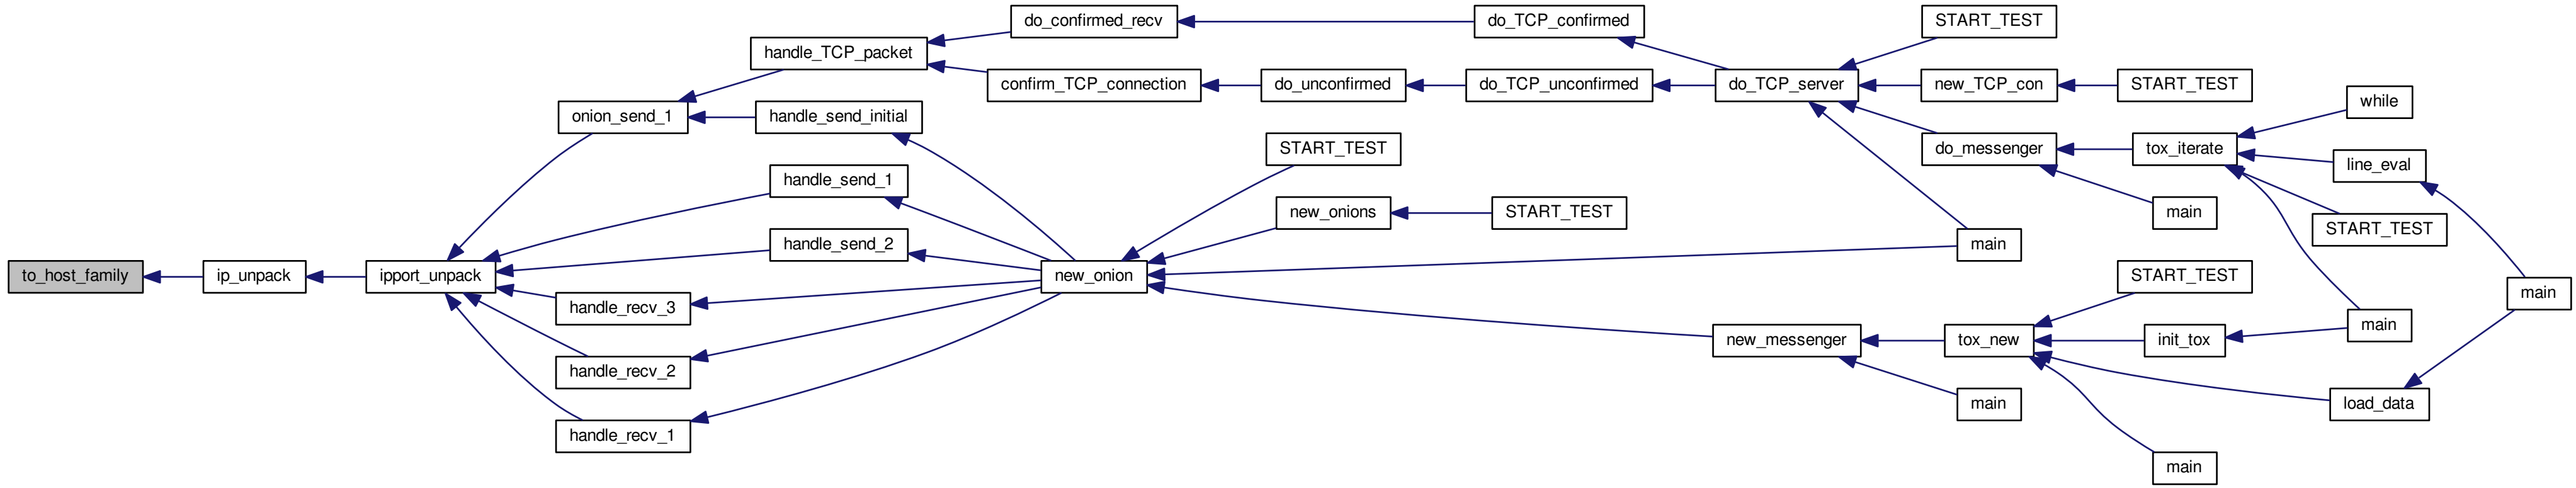 to_host_family
ip_unpack
ipport_unpack
onion_send_1
handle_send_1
handle_send_2
handle_recv_3
handle_recv_2
handle_recv_1
handle_TCP_packet
handle_send_initial
do_confirmed_recv
confirm_TCP_connection
new_onion
do_unconfirmed
START_TEST
new_onions
START_TEST
do_TCP_confirmed
do_TCP_unconfirmed
do_TCP_server
new_messenger
START_TEST
new_TCP_con
START_TEST
do_messenger
main
tox_iterate
main
while
line_eval
START_TEST
main
tox_new
main
START_TEST
init_tox
load_data
main
main